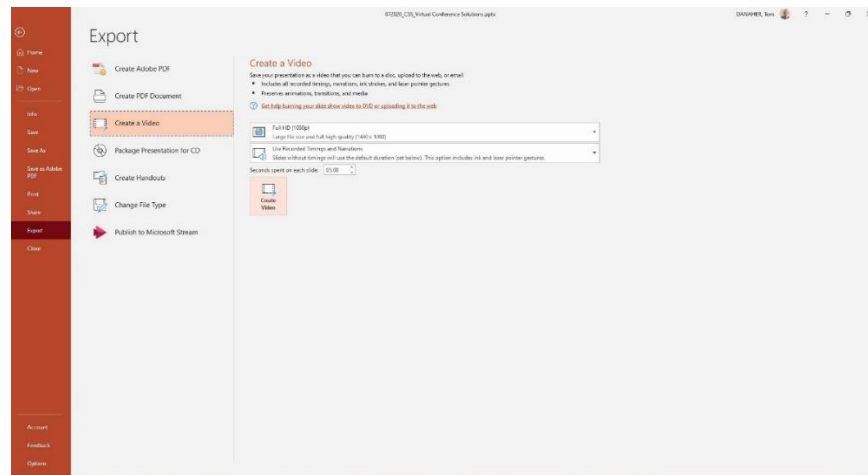 072020_CSS_Virtual Conference Solutions.pptx
DANAHER, Tom
?
Export
Home
New
Open
Info
Save
Save As
Save as Adobe
PDF
Print
Share
Export
Close
Account
Feedback
Options
Create Adobe PDF
Create PDF Document
Create a Video
Package Presentation for CD
Create Handouts
Change File Type
Publish to Microsoft Stream
Create a Video
Save your presentation as a video that you can burn to a disc, upload to the web, or email
Includes all recorded timings, narrations, ink strokes, and laser pointer gestures
Preserves animations, transitions, and media
Get help burning your slide show video to DVD or uploading it to the web
Full HD (1080p)
Large file size and full high quality (1440 x 1080)
Use Recorded Timings and Narrations
Slides without timings will use the default duration (set below). This option includes ink and laser pointer gestures.
Seconds spent on each slide: 05.00
Create
Video